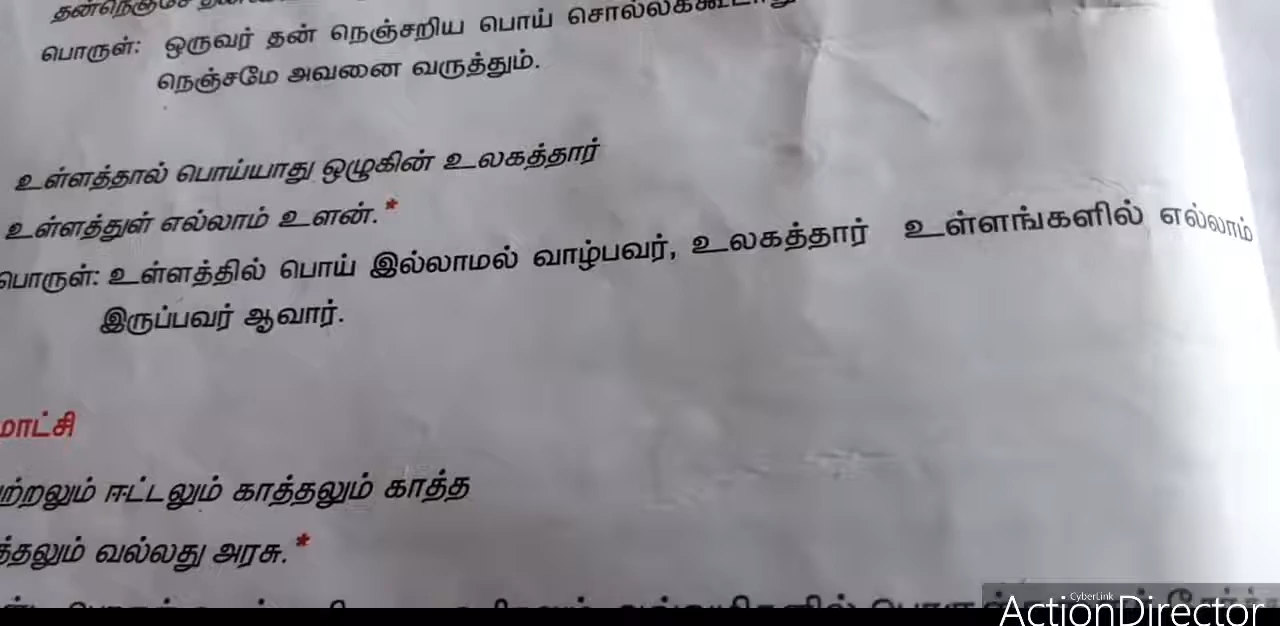 பொருள்: ஒருவர் தன் நெஞ்சறிய பொய்
நெஞ்சமே அவனை வருத்தும்.
உள்ளத்தால் பொய்யாது ஒழுகின் உலகத்தார்
உள்ளத்துள் எல்லாம் உளன்.*
பொருள்: உள்ளத்தில் பொய் இல்லாமல் வாழ்பவர், உலகத்தார் உள்ளங்களில் எல்லாம்
இருப்பவர் ஆவார்.
மாட்சி
ற்றலும் ஈட்டலும் காத்தலும் காத்த
த்தலும் வல்லது அரசு.*
CyberLink
ActionDirector